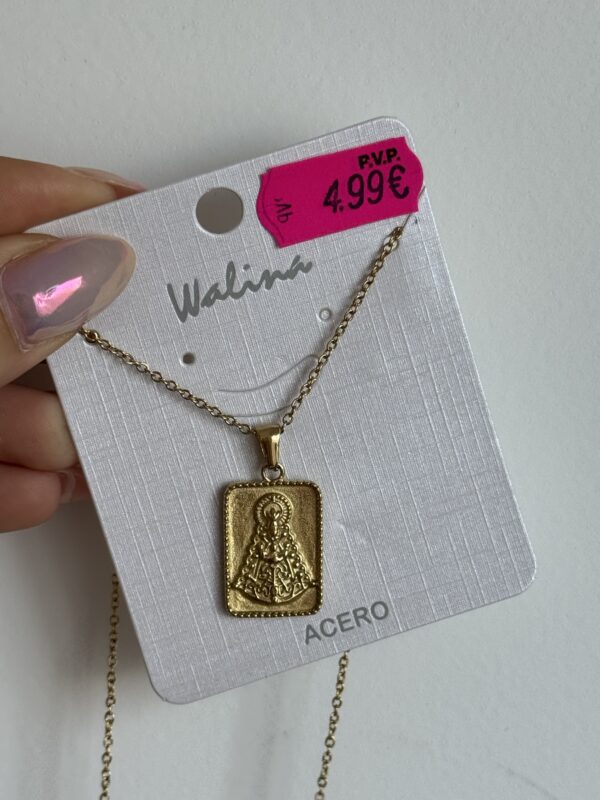 P.V.P.
4.99€
Walina
ACERO